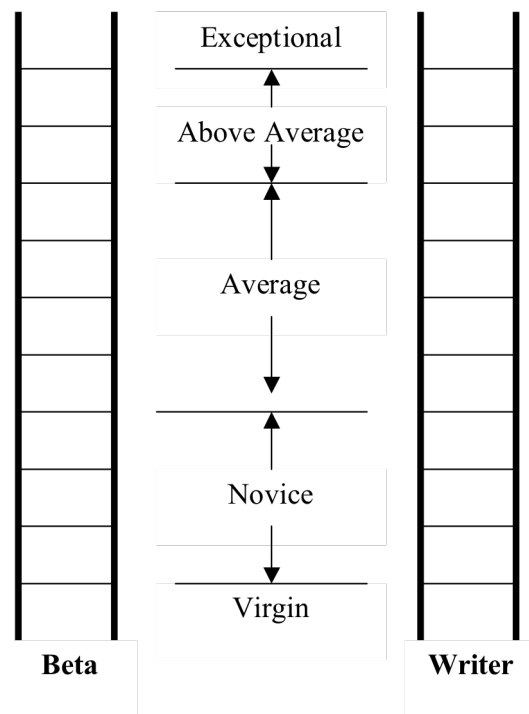 Exceptional
Above Average
Average
Novice
Virgin
Beta
Writer